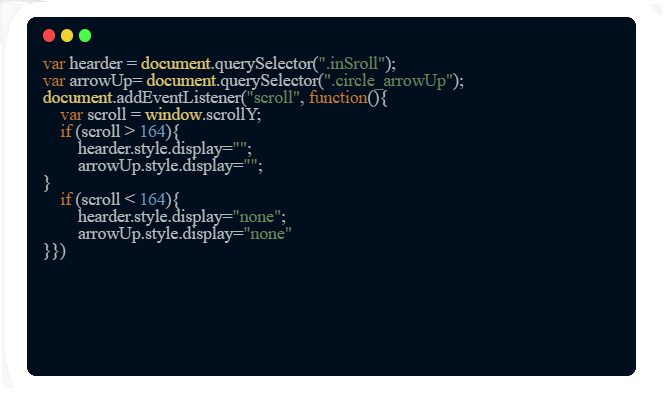 var hearder = document.querySelector(".inSroll");
var arrowUp= document.querySelector(".circle_arrowUp");
document.addEventListener("scroll", function(){
    var scroll = window.scrollY;
    if (scroll > 164){
        hearder.style.display="";
        arrowUp.style.display="";
}
    if (scroll < 164){
        hearder.style.display="none";
        arrowUp.style.display="none"
}})